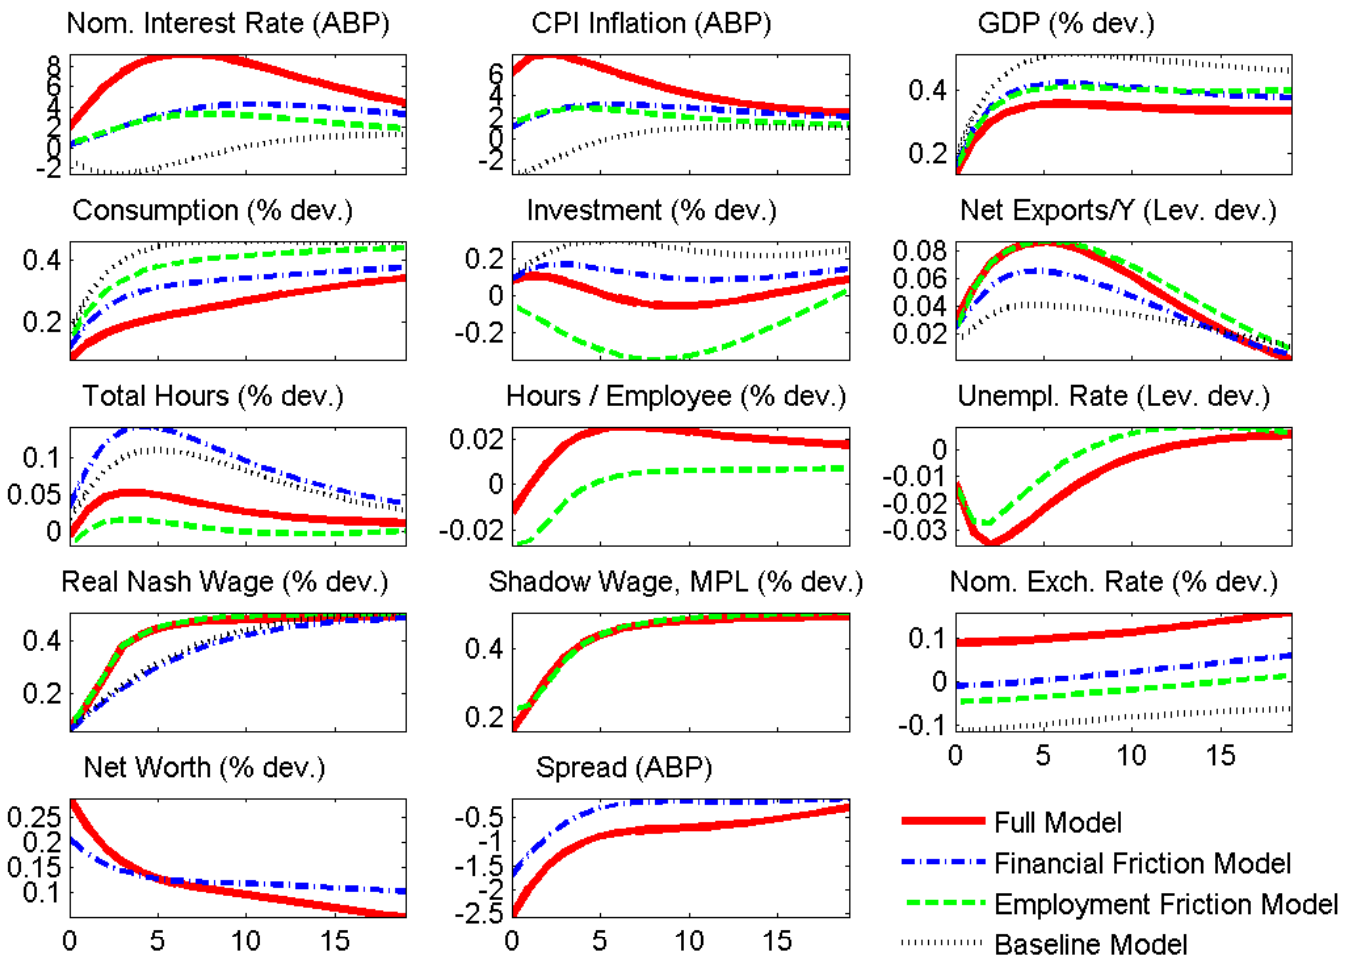 Nom. Interest Rate (ABP)
CPI Inflation (ABP)
GDP (% dev.)
8
6
4
2
0
-2
6
4
2
0
-2
0.4
0.2
Consumption (% dev.)
Investment (% dev.)
Net Exports/Y (Lev. dev.)
0.4
0.2
0.2
0
-0.2
0.08
0.06
0.04
0.02
Total Hours (% dev.)
Hours / Employee (% dev.)
Unempl. Rate (Lev. dev.)
0.1
0.05
0
0.02
0
-0.02
0
-0.01
-0.02
-0.03
Real Nash Wage (% dev.)
Shadow Wage, MPL (% dev.)
Nom. Exch. Rate (% dev.)
0.4
0.2
0.4
0.2
0.1
0
-0.1
0 5 10 15
Net Worth (% dev.)
Spread (ABP)
0.25
0.2
0.15
0.1
0 5 10 15
-0.5
-1
-1.5
-2
-2.5
0 5 10 15
Full Model
Financial Friction Model
Employment Friction Model
Baseline Model